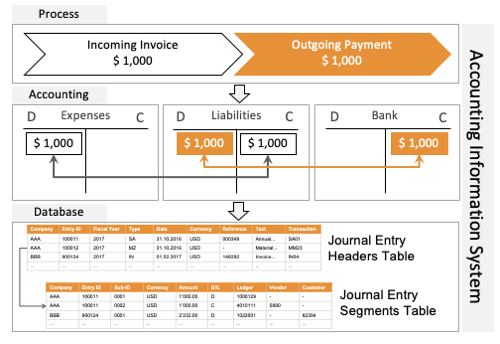 Process
Incoming Invoice
$ 1,000
Outgoing Payment
$ 1,000
Accounting
D Expenses C
$ 1,000
D Liabilities C
$ 1,000 $ 1,000
D Bank C
$ 1,000
Database
Company Entry ID Fiscal Year Type Date Currency Reference Text Transaction
AAA 100011 2017 SA 31.10.2016 USD 000349 Annual... SA01
AAA 100012 2017 MZ 31.10.2016 USD - Material... MM23
BBB 900124 2017 IN 01.02.2017 USD 146292 Invoice... IN04
... ... ... ... ... ... ... ... ...
Journal Entry
Headers Table
Company Entry ID Sub-ID Currency Amount D/C Ledger Vendor Customer
AAA 100011 0001 USD 1'000.00 D 1000129 - -
AAA 100011 0002 USD 1'000.00 C 4010111 5890 -
BBB 900124 0001 USD 2'232.00 D 1022001 - 82304
... ... ... ... ... ... ... ... ...
Journal Entry
Segments Table
Accounting Information System